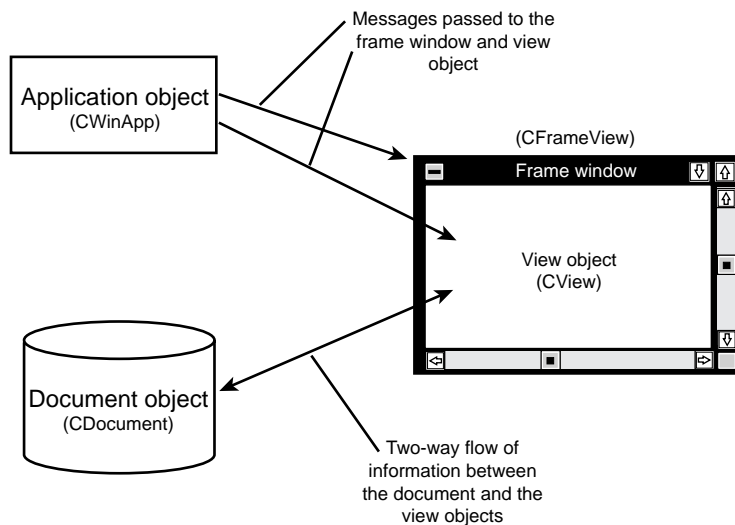 Messages passed to the
frame window and view
object
Application object
(CWinApp)
(CFrameView)
Frame window
View object
(CView)
Document object
(CDocument)
Two-way flow of
information between
the document and the
view objects